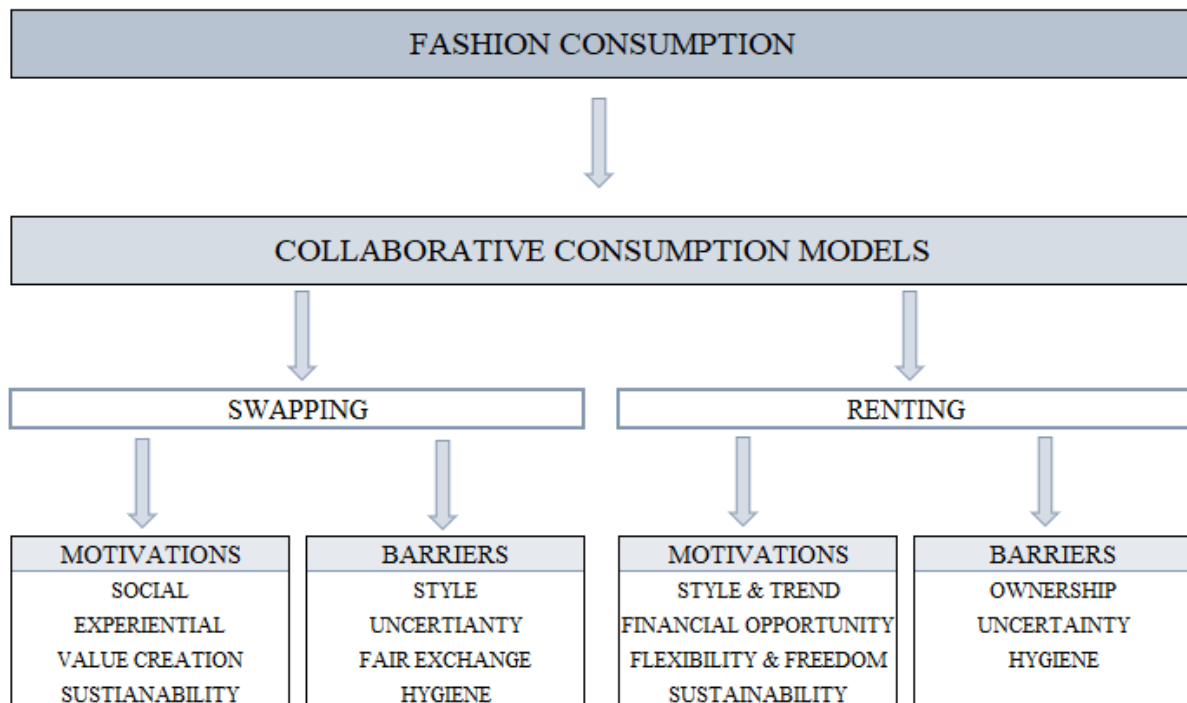 FASHION CONSUMPTION
COLLABORATIVE CONSUMPTION MODELS
SWAPPING
RENTING
MOTIVATIONS
SOCIAL
EXPERIENTIAL
VALUE CREATION
SUSTIANABILITY
BARRIERS
STYLE
UNCERTIANTY
FAIR EXCHANGE
HYGIENE
MOTIVATIONS
STYLE & TREND
FINANCIAL OPPORTUNITY
FLEXIBILITY & FREEDOM
SUSTAINABILITY
BARRIERS
OWNERSHIP
UNCERTAINTY
HYGIENE